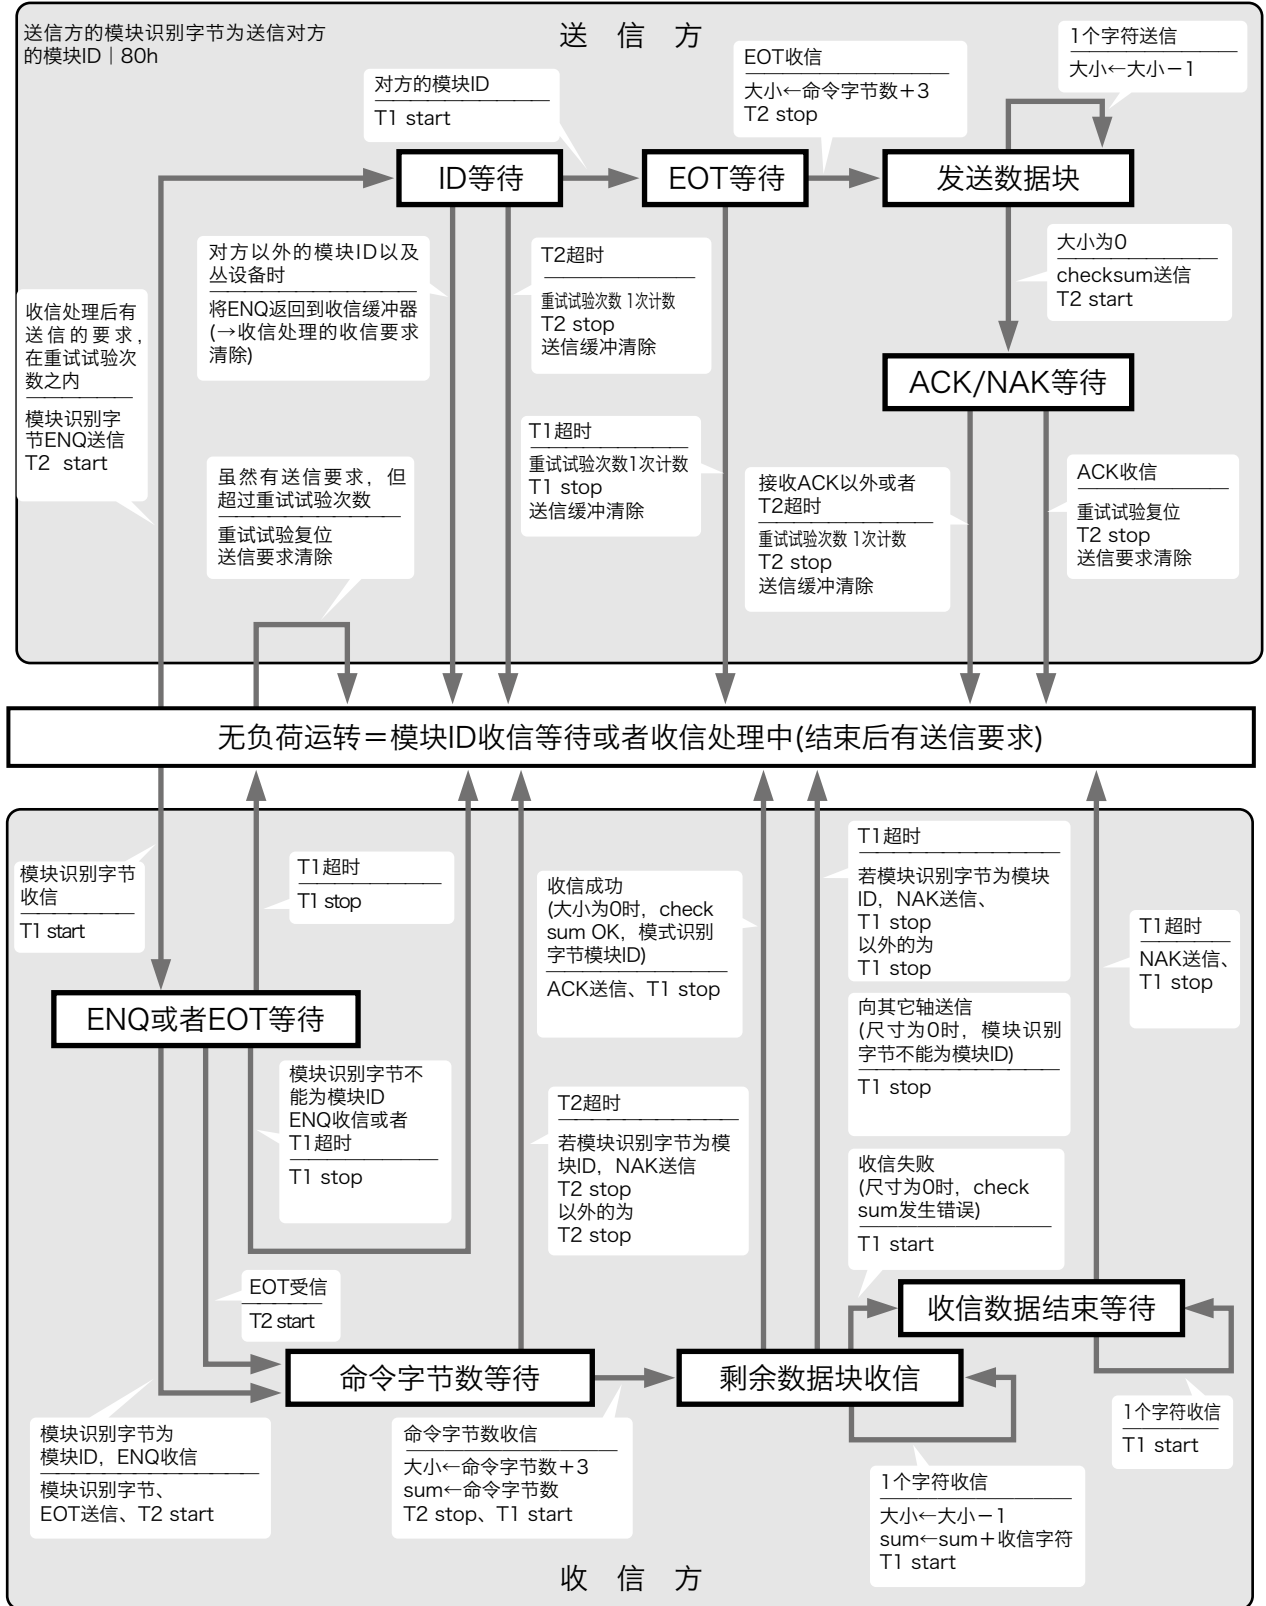 送信方的模块识别字节为送信对方
的模块ID｜80h
送 信 方
1个字符送信
大小←大小－1
EOT收信
大小←命令字节数＋3
T2 stop
对方的模块ID
T1 start
ID等待
EOT等待
发送数据块
对方以外的模块ID以及
丛设备时
将ENQ返回到收信缓冲器
(→收信处理的收信要求
清除)
T2超时
重试试验次数 1次计数
T2 stop
送信缓冲清除
大小为0
checksum送信
T2 start
收信处理后有
送信的要求，
在重试试验次
数之内
模块识别字
节ENQ送信
T2 start
ACK/NAK等待
T1超时
重试试验次数1次计数
T1 stop
送信缓冲清除
虽然有送信要求，但
超过重试试验次数
重试试验复位
送信要求清除
接收ACK以外或者
T2超时
重试试验次数 1次计数
T2 stop
送信缓冲清除
ACK收信
重试试验复位
T2 stop
送信要求清除
无负荷运转＝模块ID收信等待或者收信处理中(结束后有送信要求)
模块识别字节
收信
T1 start
T1超时
T1 stop
收信成功
(大小为0时，check
sum OK，模式识别
字节模块ID)
ACK送信、T1 stop
T1超时
若模块识别字节为模块
ID，NAK送信、
T1 stop
以外的为
T1 stop
T1超时
NAK送信、
T1 stop
ENQ或者EOT等待
向其它轴送信
(尺寸为0时，模块识别
字节不能为模块ID)
T1 stop
模块识别字节不
能为模块ID
ENQ收信或者
T1超时
T1 stop
T2超时
若模块识别字节为模
块ID，NAK送信
T2 stop
以外的为
T2 stop
收信失败
(尺寸为0时，check
sum发生错误)
T1 start
EOT受信
T2 start
收信数据结束等待
命令字节数等待
剩余数据块收信
模块识别字节为
模块ID，ENQ收信
模块识别字节、
EOT送信、T2 start
命令字节数收信
大小←命令字节数＋3
sum←命令字节数
T2 stop、T1 start
1个字符收信
T1 start
1个字符收信
大小←大小－1
sum←sum＋收信字符
T1 start
收 信 方